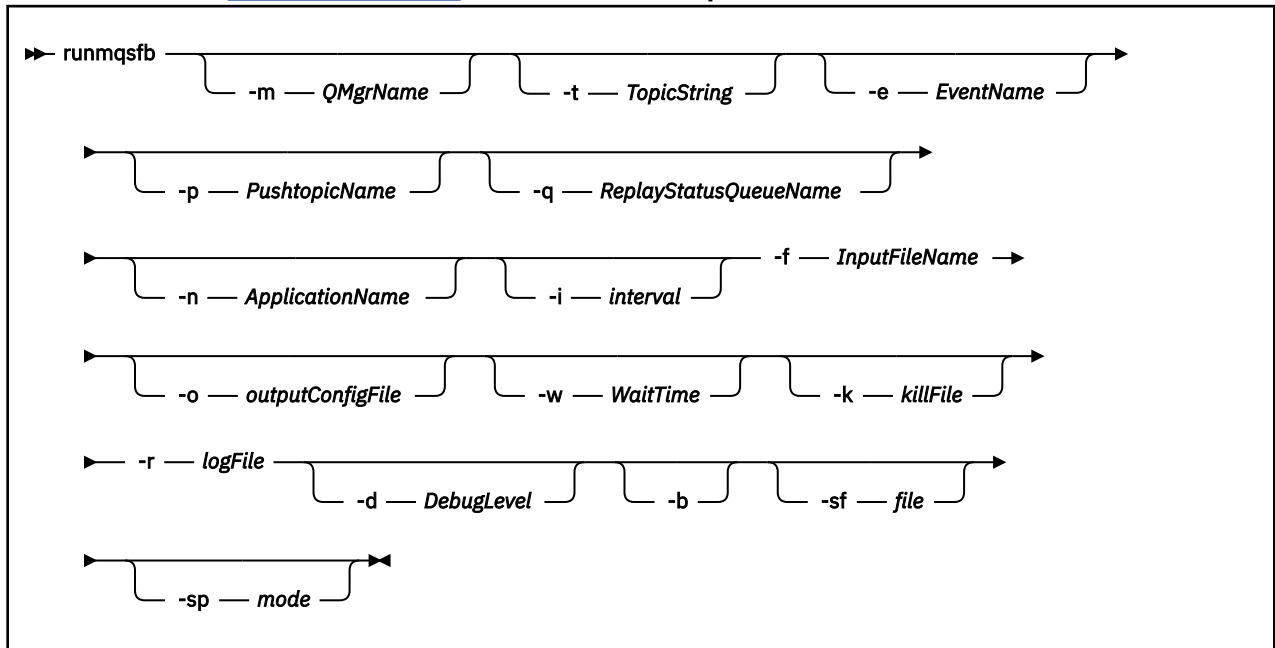 runmqsfb
-m QMgrName -t TopicString -e EventName
-p PushtopicName -q ReplayStatusQueueName
-f InputFileName
-n ApplicationName -i interval
-o outputConfigFile -w WaitTime -k killFile
-r logFile
-d DebugLevel -b -sf file
-sp mode